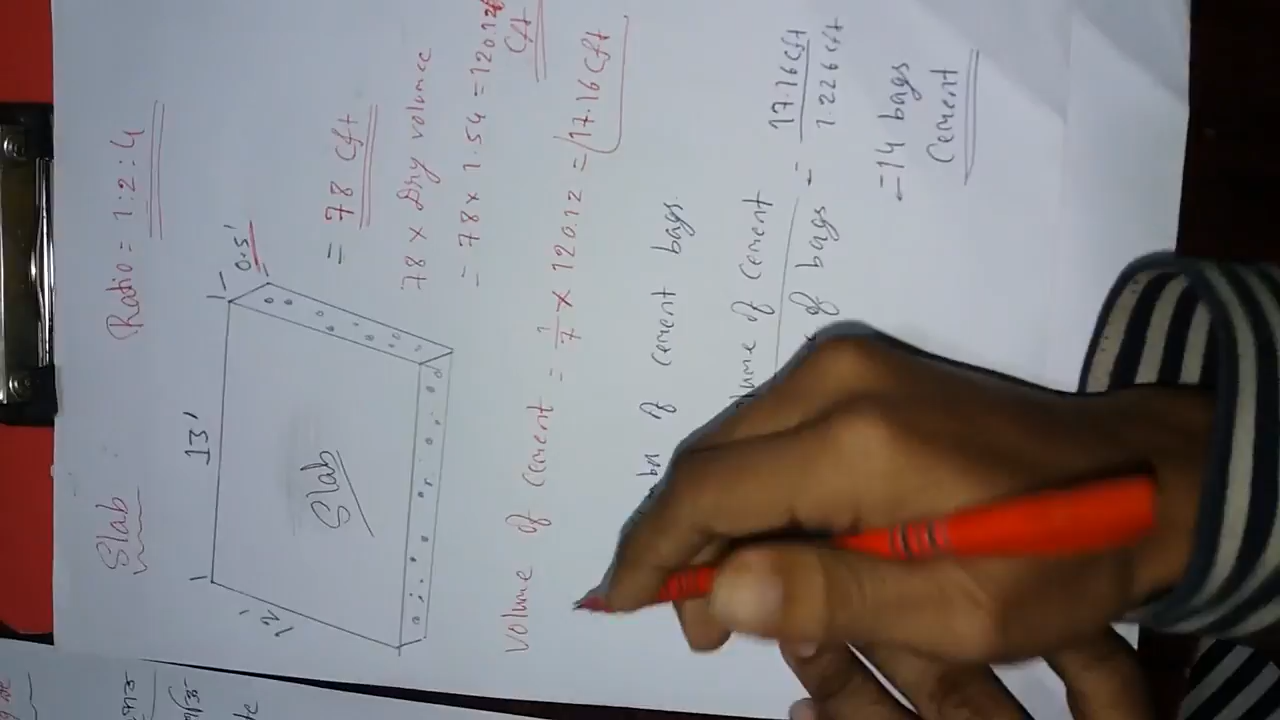 Slab Ratio = 1:2:4
13'
0.5'
12'
Slab
= 78 Cft
78 x Dry volumee
= 78 x 1.54 = 120.12
Cft
Volume of cement = 1/7 x 120.12 = 17.16 Cft
of cement bags.
Volume of cement
of bags = 17.16 Cft / 1.226 cft
= 14 bags
Cement